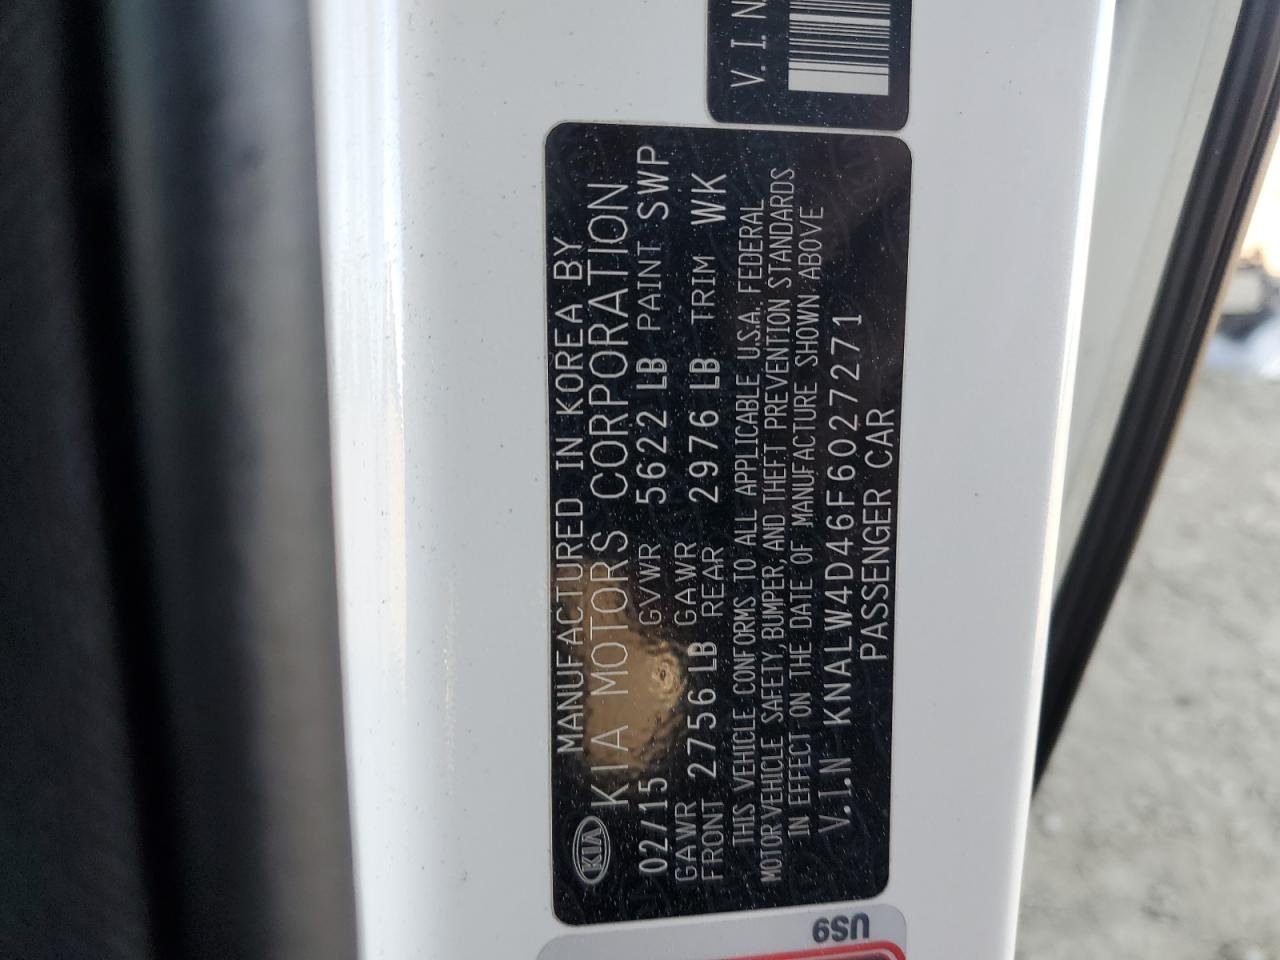 V. I. N
MANUFACTURED IN KOREA BY
KIA KIA MOTORS CORPORATION
02/15 GVWR 5622 LB PAINT SWP
GAWR FRONT 2756 LB GAWR REAR 2976 LB TRIM WK
THIS VEHICLE CONFORMS TO ALL APPLICABLE U.S.A. FEDERAL
MOTOR VEHICLE SAFETY, BUMPER, AND THEFT PREVENTION STANDARDS
IN EFFECT ON THE DATE OF MANUFACTURE SHOWN ABOVE
V.I.N KNALW4D46F6027271
PASSENGER CAR
US9